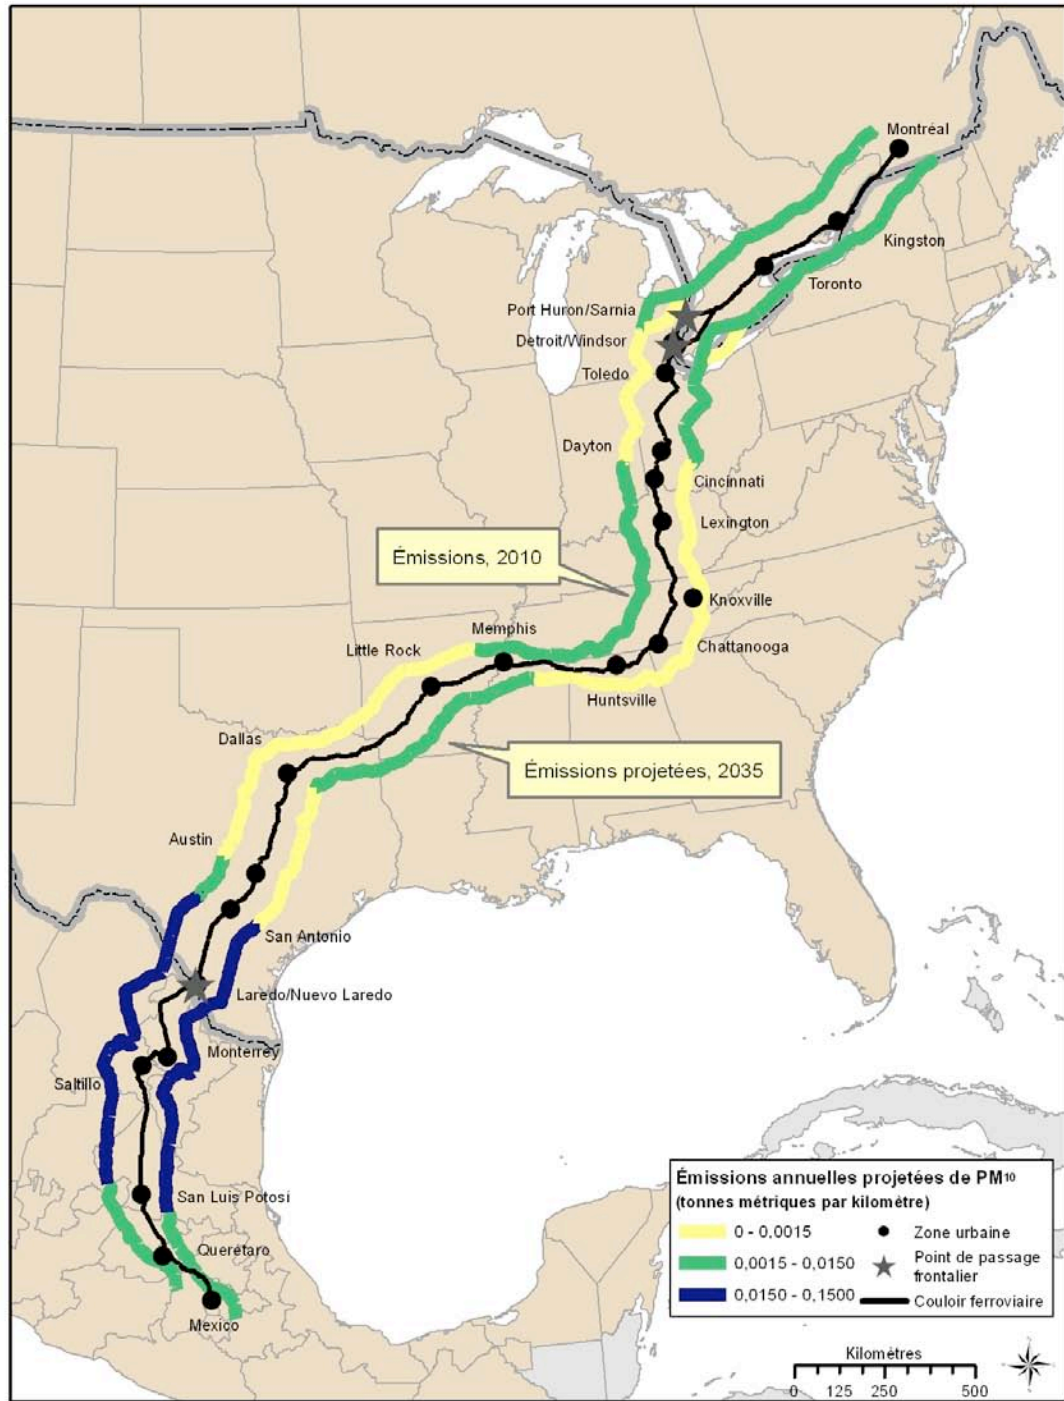 Montréal
Kingston
Toronto
Port Huron/Sarnia
Detroit/Windsor
Toledo
Dayton
Cincinnati
Lexington
Émissions, 2010
Knoxville
Memphis
Little Rock
Chattanooga
Huntsville
Dallas
Émissions projetées, 2035
Austin
San Antonio
Laredo/Nuevo Laredo
Monterrey
Saltillo
San Luis Potosi
Querétaro
Mexico
Émissions annuelles projetées de PM10
(tonnes métriques par kilomètre)
0 - 0,0015
0,0015 - 0,0150
0,0150 - 0,1500
Zone urbaine
Point de passage
frontalier
Couloir ferroviaire
Kilomètres
0 125 250 500